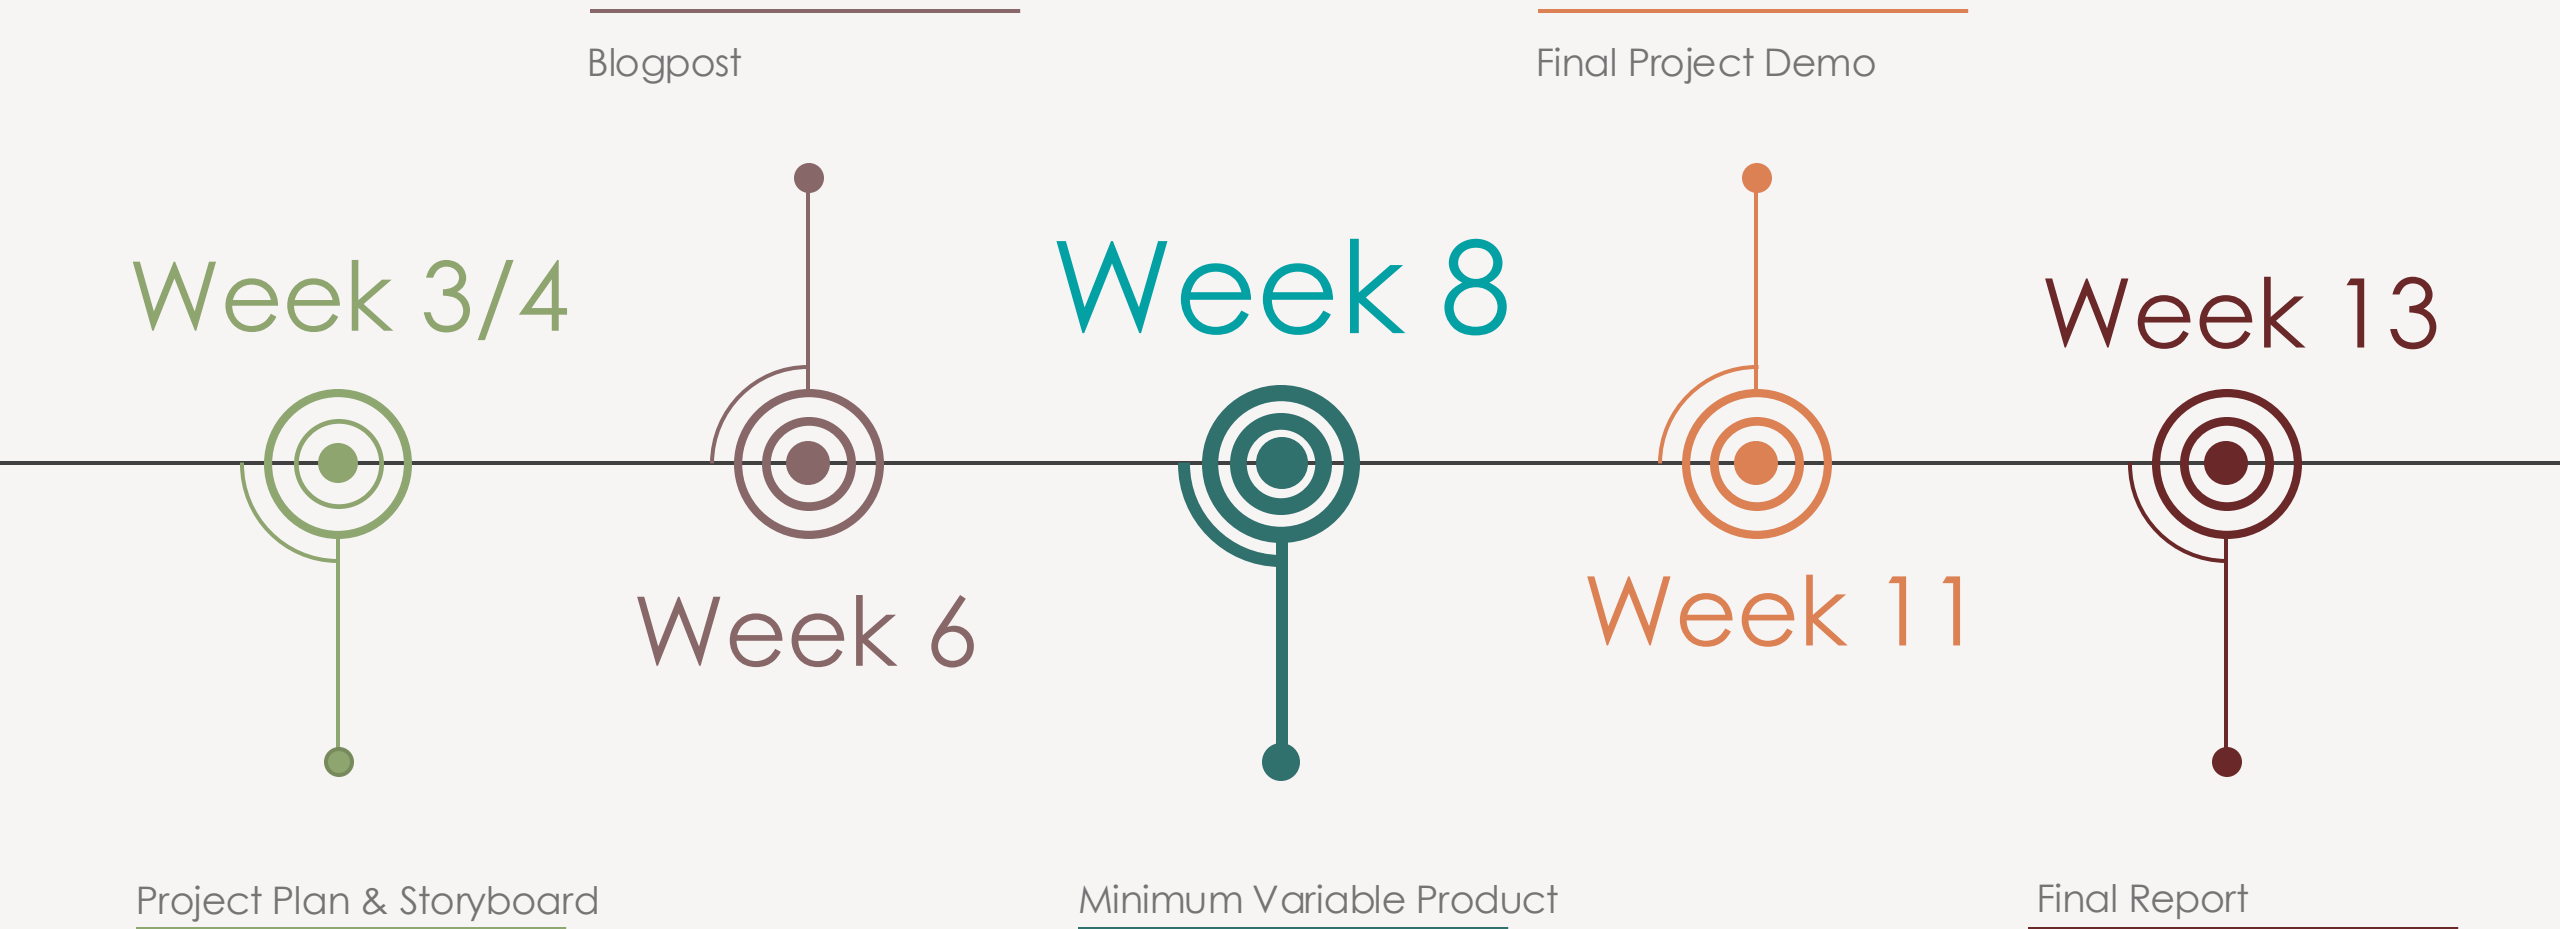 Blogpost
Final Project Demo
Week 3/4
Week 8
Week 13
Week 6
Week 11
Project Plan & Storyboard
Minimum Variable Product
Final Report